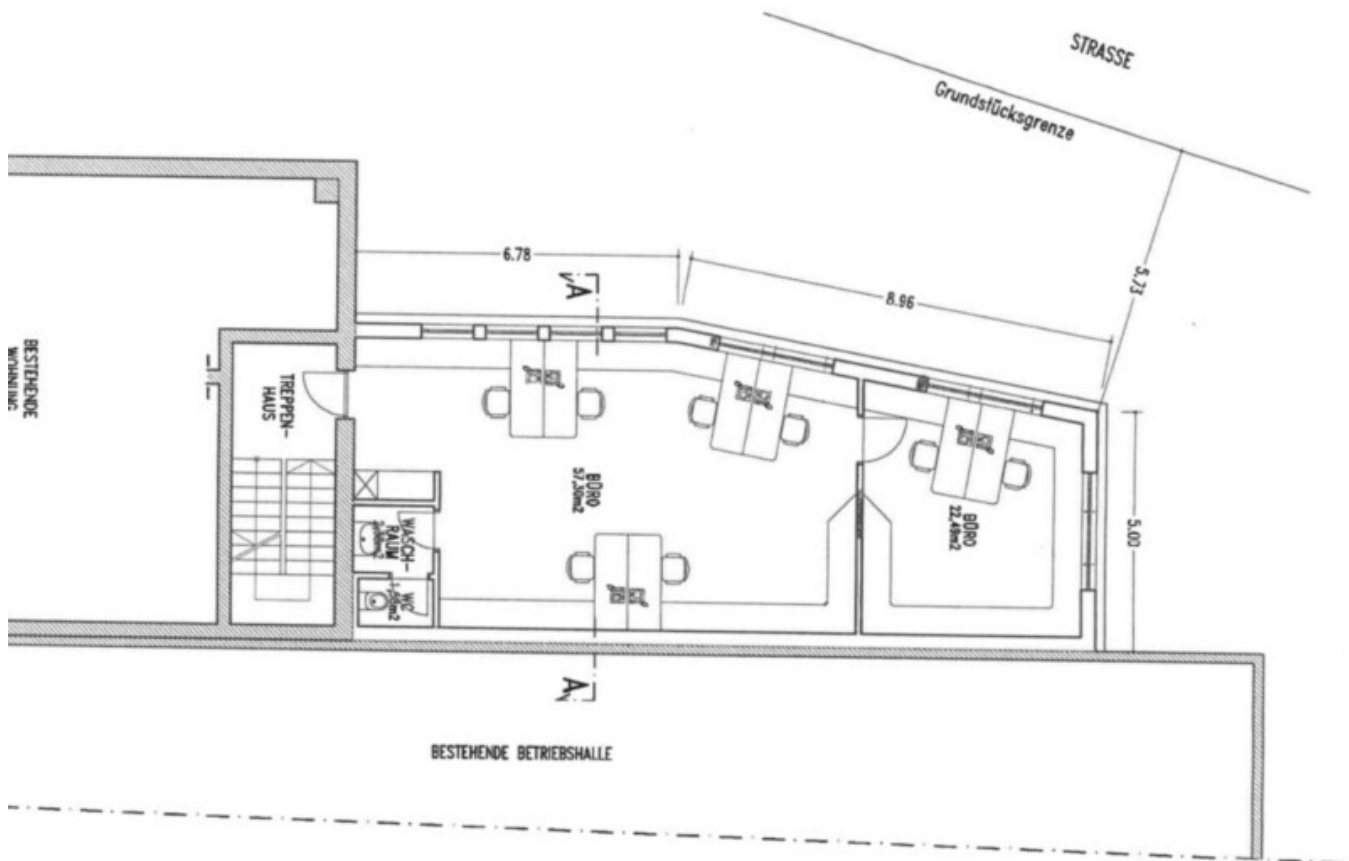 STRASSE
Grundstücksgrenze
5.73
6.78
8.96
A
BESTEHENDE
WOHNUNG
TREPPEN-
HAUS
BÜRO
57,30m2
BÜRO
22,49m2
5.00
WASCH-
RAUM
WC
A
BESTEHENDE BETRIEBSHALLE